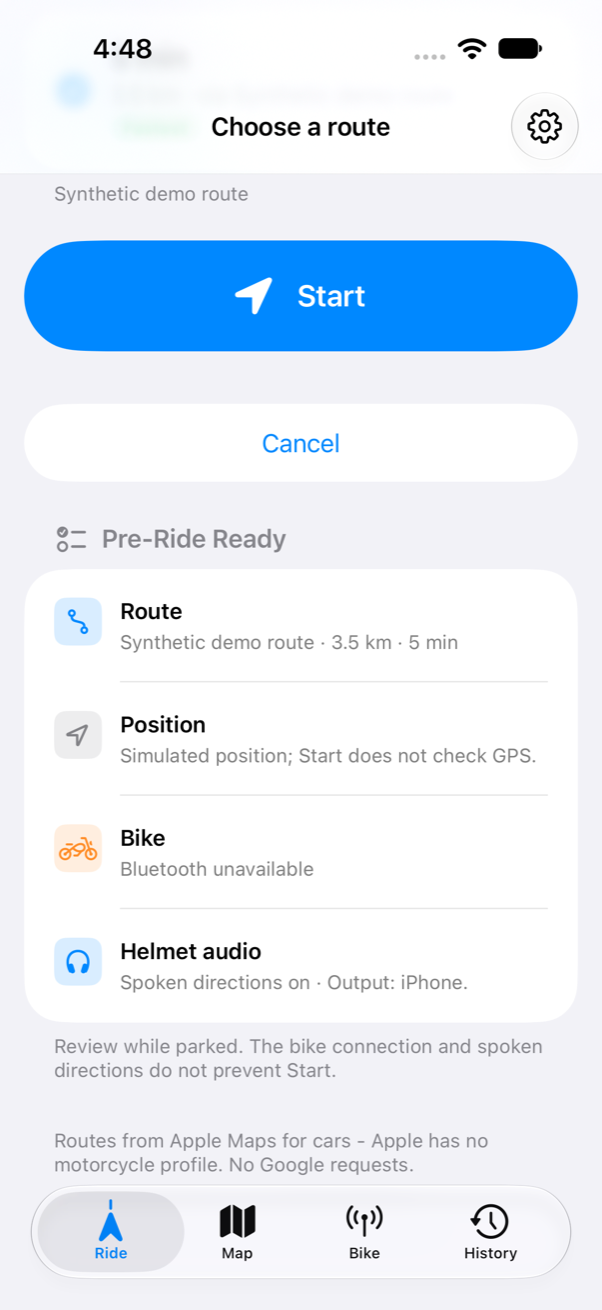 4:48
Choose a route
Synthetic demo route
Start
Cancel
Pre-Ride Ready
Route
Synthetic demo route · 3.5 km · 5 min
Position
Simulated position; Start does not check GPS.
Bike
Bluetooth unavailable
Helmet audio
Spoken directions on · Output: iPhone.
Review while parked. The bike connection and spoken
directions do not prevent Start.
Routes from Apple Maps for cars - Apple has no
motorcycle profile. No Google requests.
Ride
Map
Bike
History